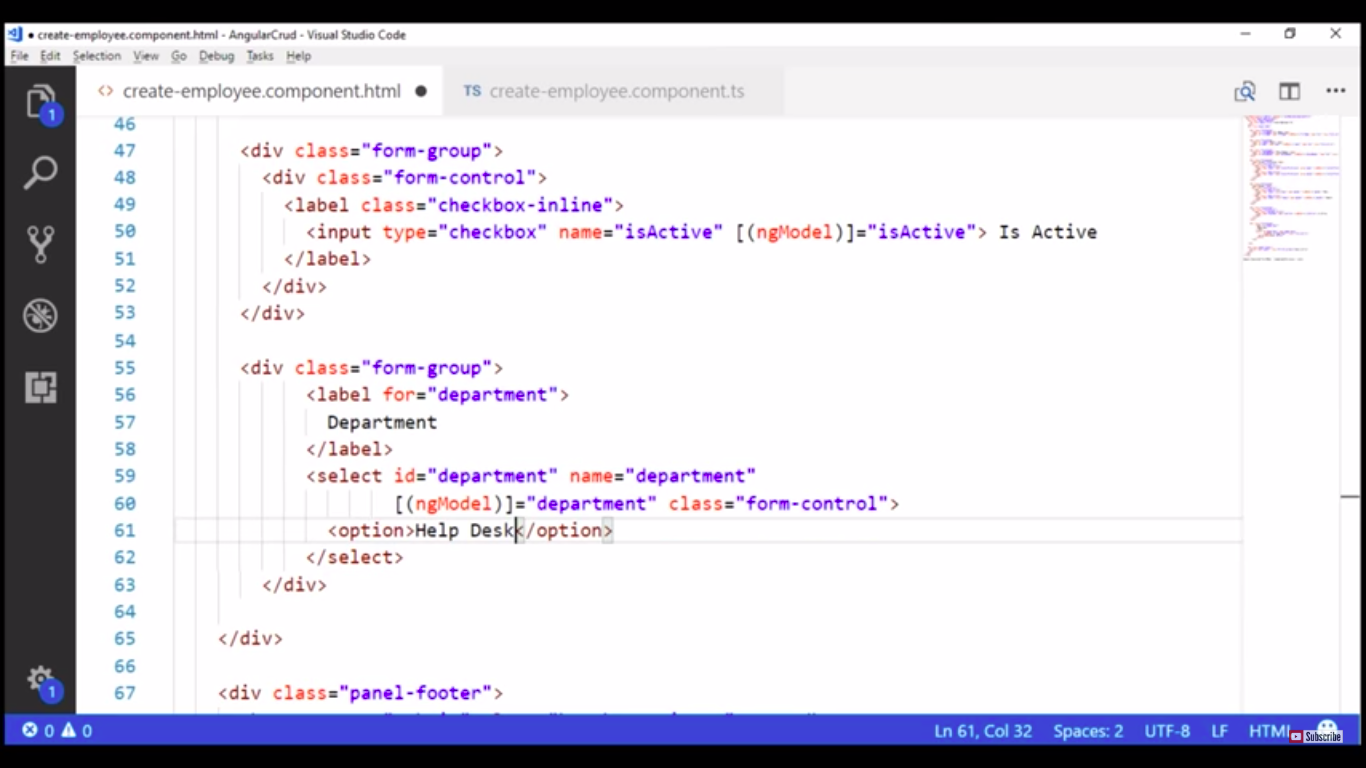 create-employee.component.html - AngularCrud - Visual Studio Code
File Edit Selection View Go Debug Tasks Help
<> create-employee.component.html ● TS create-employee.component.ts
46
47 <div class="form-group">
48 <div class="form-control">
49 <label class="checkbox-inline">
50 <input type="checkbox" name="isActive" [(ngModel)]="isActive"> Is Active
51 </label>
52 </div>
53 </div>
54
55 <div class="form-group">
56 <label for="department">
57 Department
58 </label>
59 <select id="department" name="department"
60 [(ngModel)]="department" class="form-control">
61 <option>Help Desk</option>
62 </select>
63 </div>
64
65 </div>
66
67 <div class="panel-footer">
1
1
0 0 Ln 61, Col 32 Spaces: 2 UTF-8 LF HTML
Subscribe